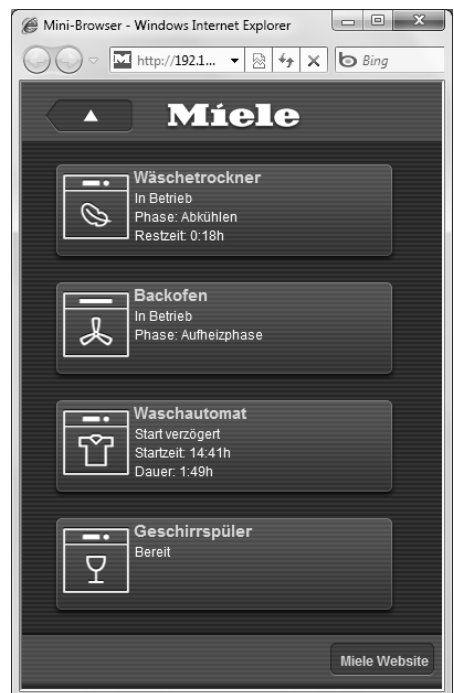 Mini-Browser - Windows Internet Explorer
http://192.1...
Bing
Miele
Wäschetrockner
In Betrieb
Phase: Abkühlen
Restzeit: 0:18h
Backofen
In Betrieb
Phase: Aufheizphase
Waschautomat
Start verzögert
Startzeit: 14:41h
Dauer: 1:49h
Geschirrspüler
Bereit
Miele Website